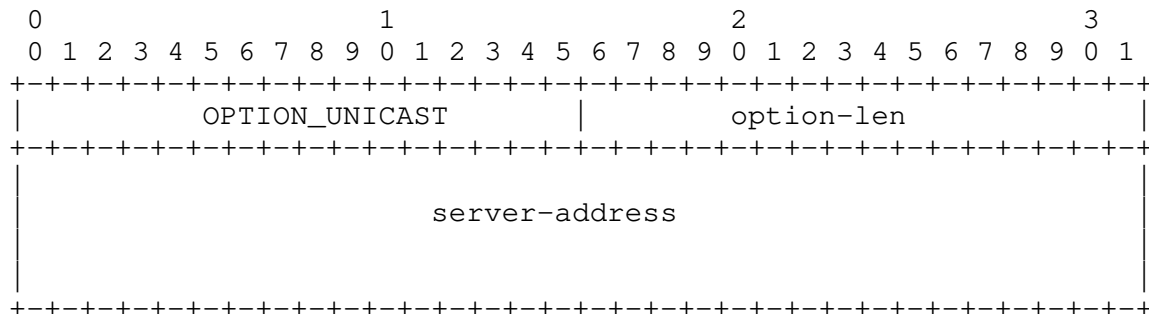 0                   1                   2                   3
 0 1 2 3 4 5 6 7 8 9 0 1 2 3 4 5 6 7 8 9 0 1 2 3 4 5 6 7 8 9 0 1
+-+-+-+-+-+-+-+-+-+-+-+-+-+-+-+-+-+-+-+-+-+-+-+-+-+-+-+-+-+-+-+-+
|          OPTION_UNICAST       |        option-len             |
+-+-+-+-+-+-+-+-+-+-+-+-+-+-+-+-+-+-+-+-+-+-+-+-+-+-+-+-+-+-+-+-+
|                                                               |
|                       server-address                          |
|                                                               |
|                                                               |
+-+-+-+-+-+-+-+-+-+-+-+-+-+-+-+-+-+-+-+-+-+-+-+-+-+-+-+-+-+-+-+-+